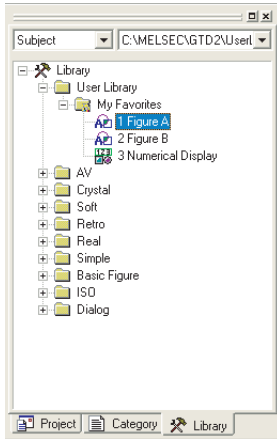 Subject C:\MELSEC\GTD2\UserL
Library
User Library
My Favorites
1 Figure A
2 Figure B
3 Numerical Display
AV
Crystal
Soft
Retro
Real
Simple
Basic Figure
ISO
Dialog
Project Category Library